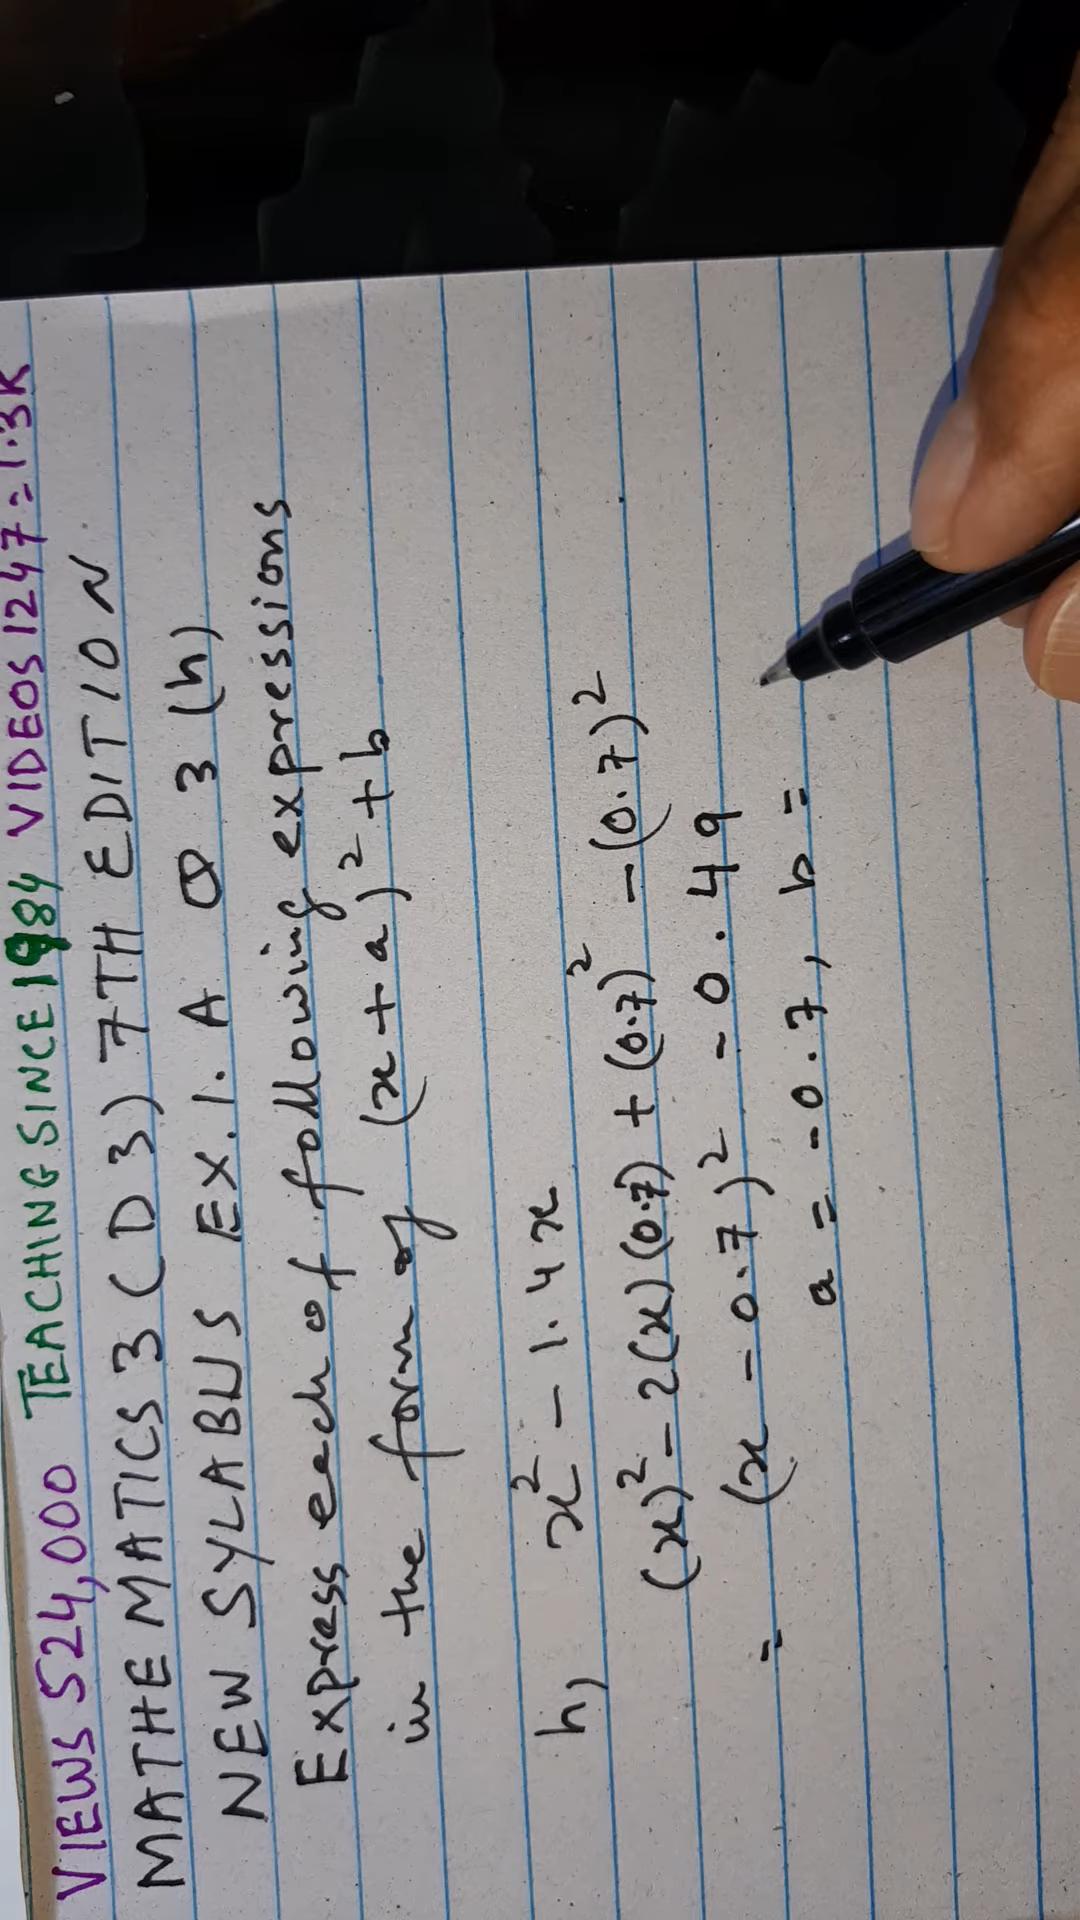 VIEWS 524,000 TEACHING SINCE 1984 VIDEOS 1247=1.3K
MATHEMATICS 3 (D3) 7TH EDITION
NEW SYLABUS EX.1.A Q 3 (h)
Express each of following expressions
in the form of (x+a)²+b
h, x² - 1.4x
(x)² - 2(x)(0.7) + (0.7)² - (0.7)²
= (x - 0.7)² - 0.49
a = -0.7, b =